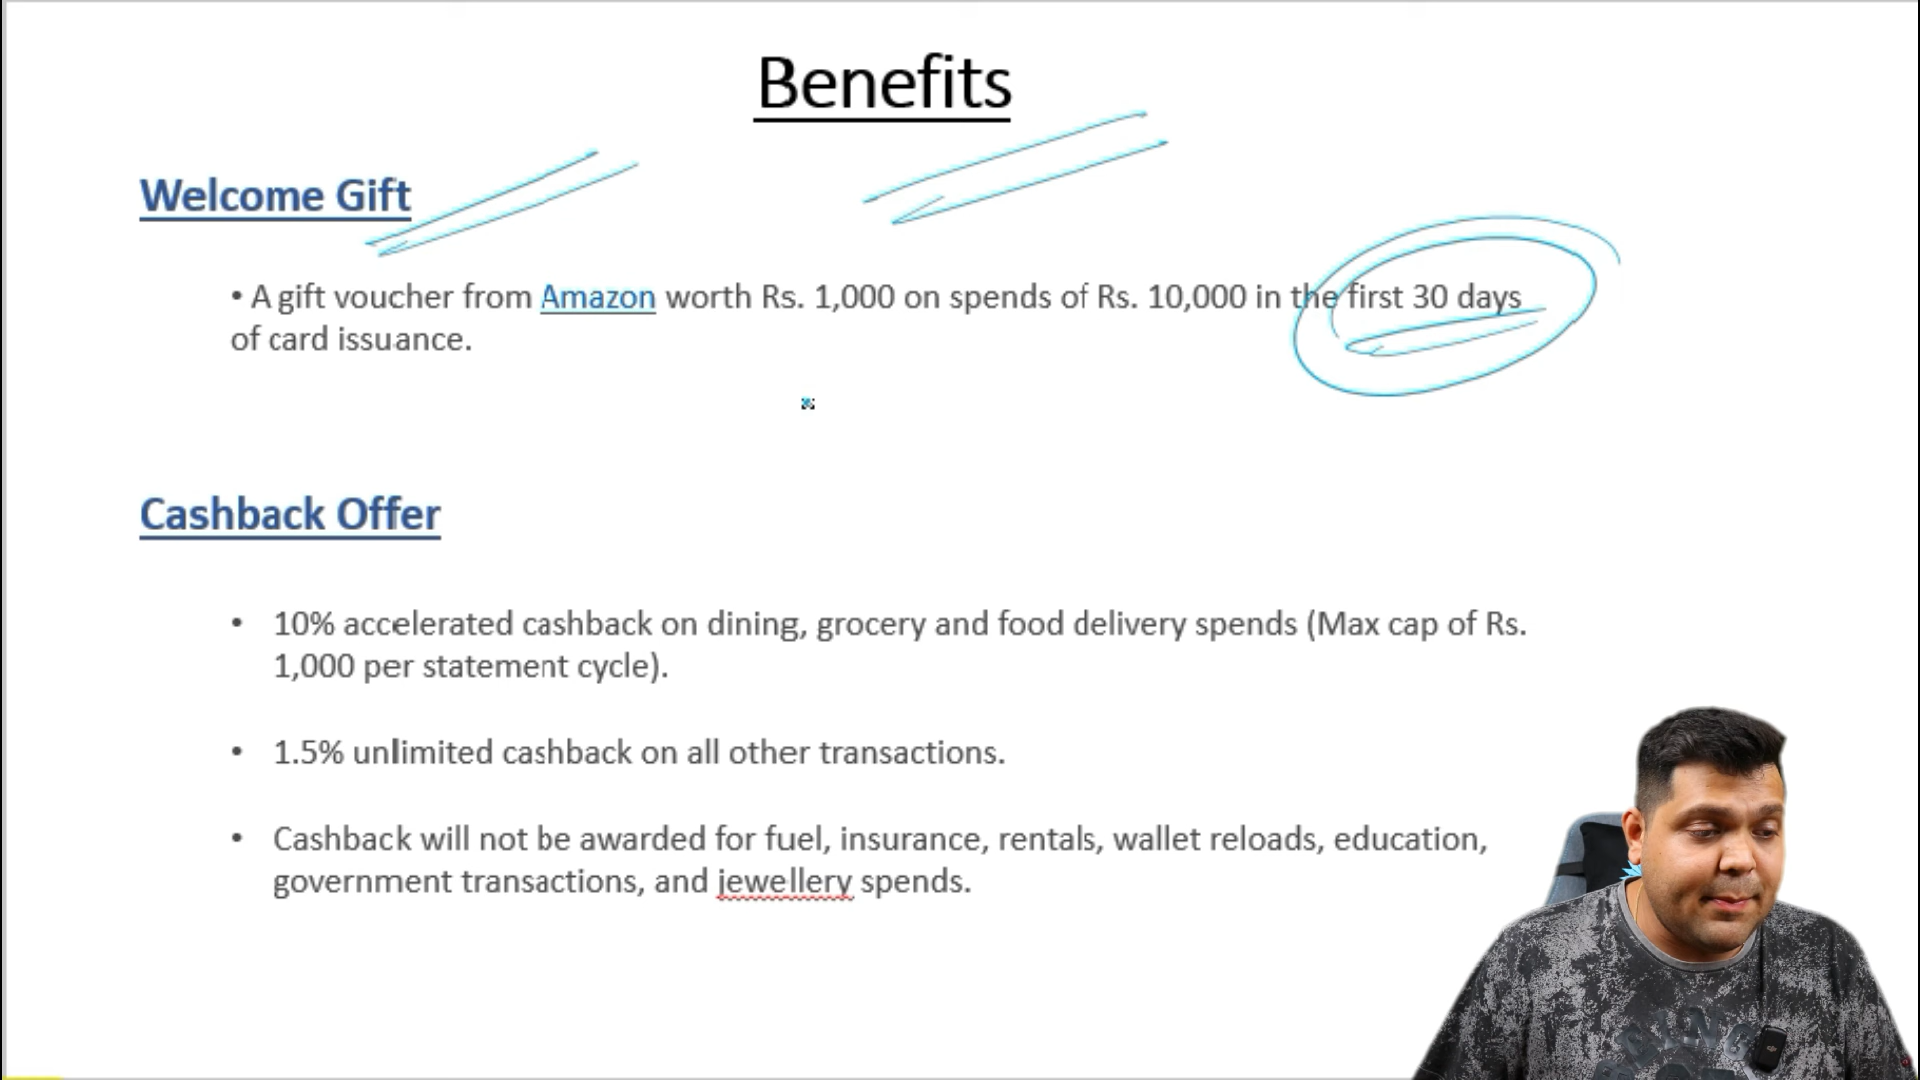 Benefits
Welcome Gift
• A gift voucher from Amazon worth Rs. 1,000 on spends of Rs. 10,000 in the first 30 days
of card issuance.
Cashback Offer
• 10% accelerated cashback on dining, grocery and food delivery spends (Max cap of Rs.
1,000 per statement cycle).
• 1.5% unlimited cashback on all other transactions.
• Cashback will not be awarded for fuel, insurance, rentals, wallet reloads, education,
government transactions, and jewellery spends.